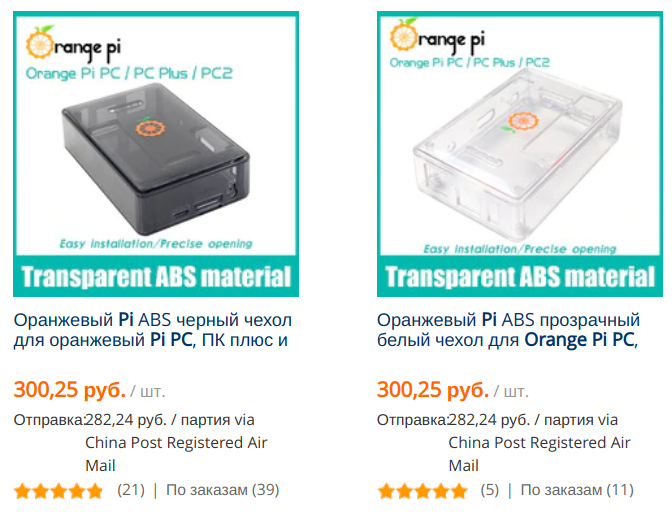 Orange pi
Orange Pi PC / PC Plus / PC2
Easy installation/Precise opening
Transparent ABS material
Оранжевый Pi ABS черный чехол
для оранжевый Pi PC, ПК плюс и
300,25 руб. / шт.
Отправка:282,24 руб. / партия via
China Post Registered Air
Mail
(21) | По заказам (39)
Orange pi
Orange Pi PC / PC Plus / PC2
Easy installation/Precise opening
Transparent ABS material
Оранжевый Pi ABS прозрачный
белый чехол для Orange Pi PC,
300,25 руб. / шт.
Отправка:282,24 руб. / партия via
China Post Registered Air
Mail
(5) | По заказам (11)